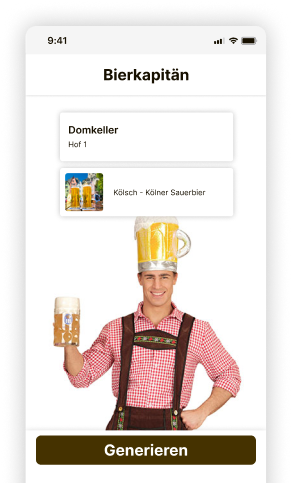 9:41
Bierkapitän
Domkeller
Hof 1
Kölsch - Kölner Sauerbier
Generieren